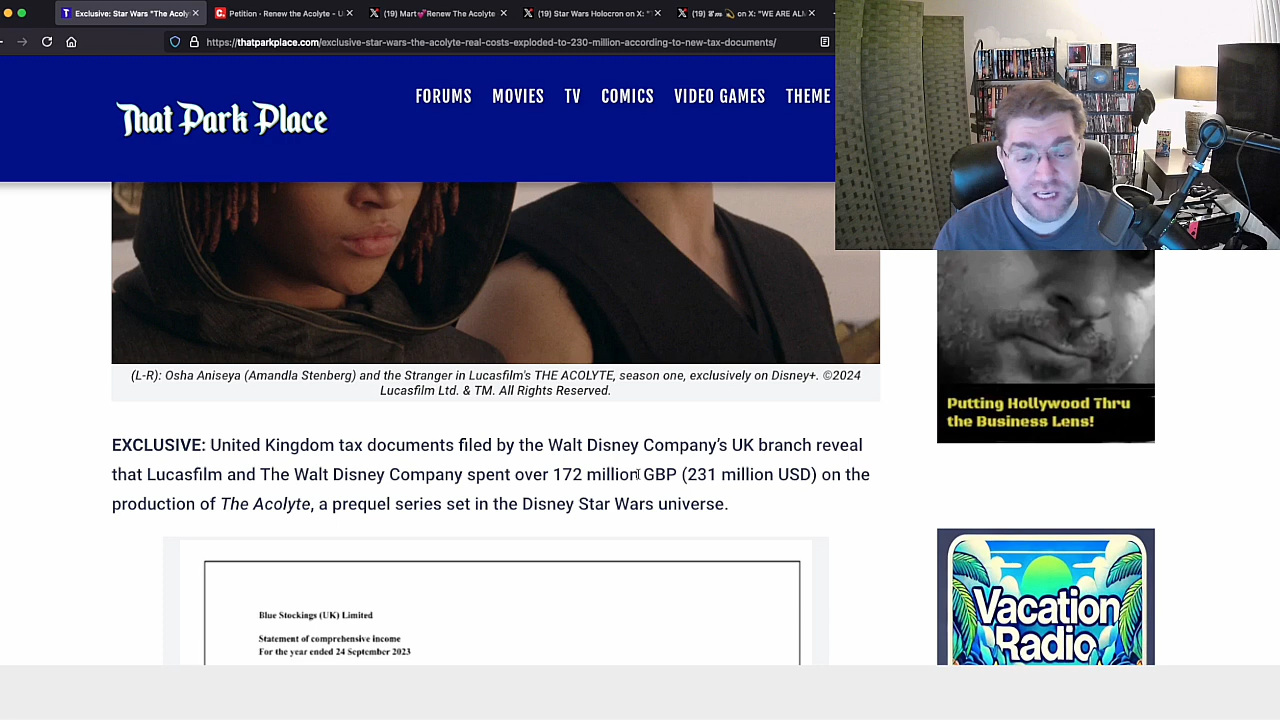 Exclusive: Star Wars "The Acoly
Petition - Renew the Acolyte - U
(19) Mart💕Renew The Acolyte
(19) Star Wars Holocron on X: "
on X: "WE ARE AL
https://thatparkplace.com/exclusive-star-wars-the-acolyte-real-costs-exploded-to-230-million-according-to-new-tax-documents/
That Park Place
FORUMS MOVIES TV COMICS VIDEO GAMES THEME
(L-R): Osha Aniseya (Amandla Stenberg) and the Stranger in Lucasfilm's THE ACOLYTE, season one, exclusively on Disney+. ©2024
Lucasfilm Ltd. & TM. All Rights Reserved.
EXCLUSIVE: United Kingdom tax documents filed by the Walt Disney Company's UK branch reveal
that Lucasfilm and The Walt Disney Company spent over 172 million GBP (231 million USD) on the
production of The Acolyte, a prequel series set in the Disney Star Wars universe.
Blue Stockings (UK) Limited
Statement of comprehensive income
For the year ended 24 September 2023
Putting Hollywood Thru
the Business Lens!
Vacation
Radio